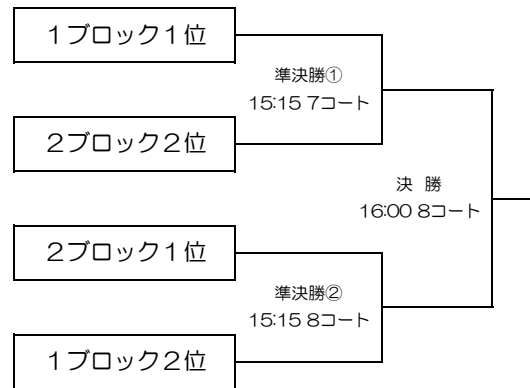 １ブロック１位
準決勝①
15:15 7コート
２ブロック２位
決 勝
16:00 8コート
２ブロック１位
準決勝②
15:15 8コート
１ブロック２位